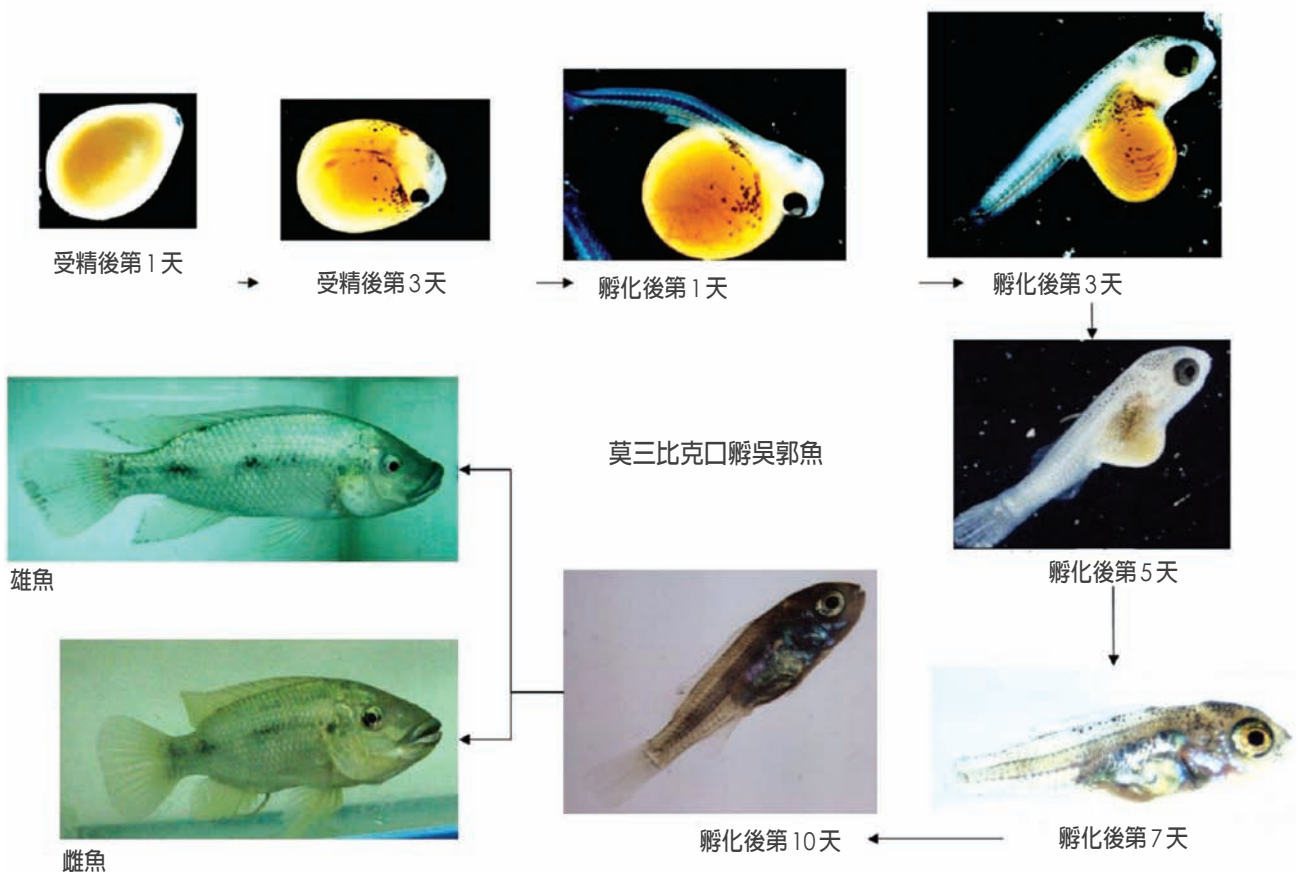 受精後第1天
受精後第3天
孵化後第1天
孵化後第3天
莫三比克口孵吳郭魚
孵化後第5天
雄魚
孵化後第10天
孵化後第7天
雌魚